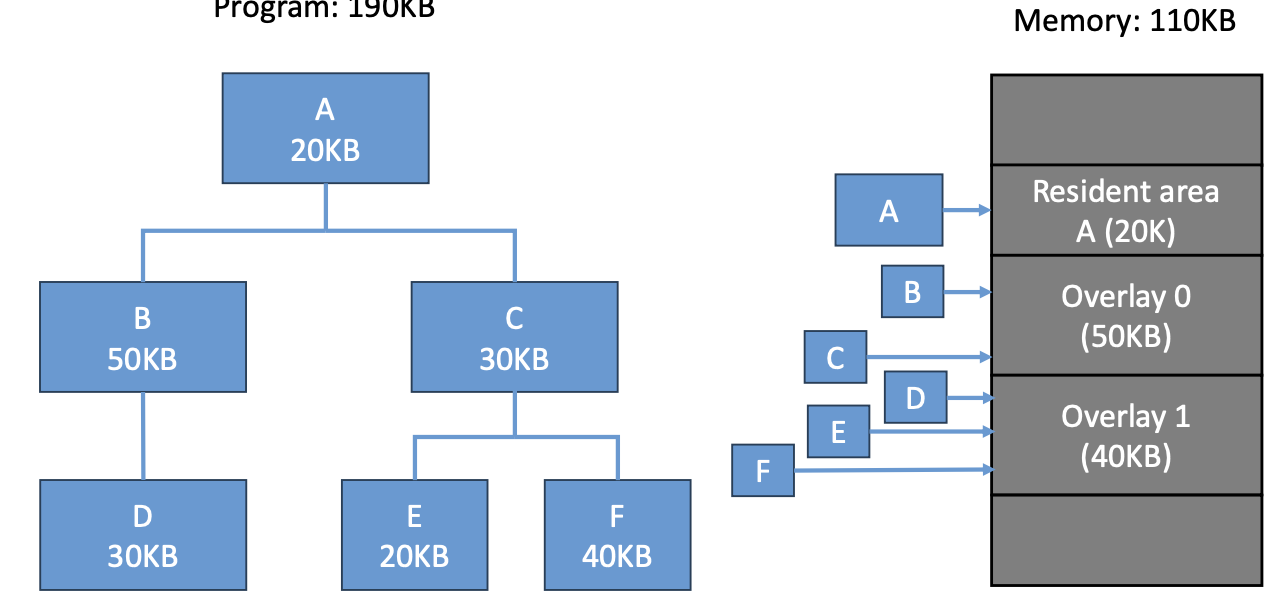 Program: 190KB
Memory: 110KB
A
20KB
B
50KB
C
30KB
D
30KB
E
20KB
F
40KB
A
B
C
D
E
F
Resident area
A (20K)
Overlay 0
(50KB)
Overlay 1
(40KB)